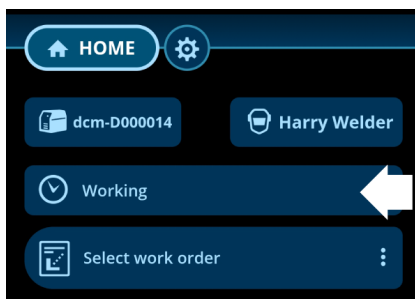 HOME
dcm-D000014
Harry Welder
Working
Select work order